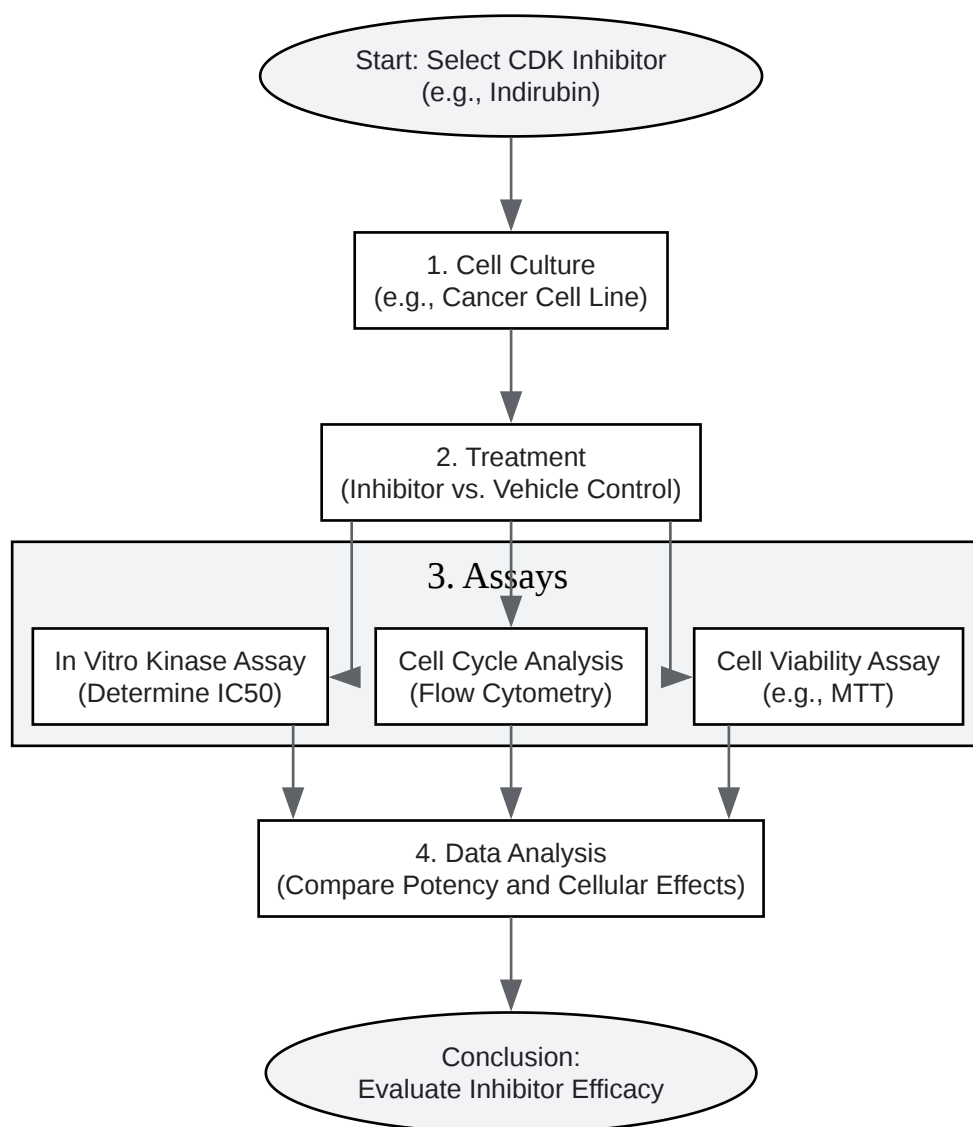 Start: Select CDK Inhibitor
(e.g., Indirubin)
1. Cell Culture
(e.g., Cancer Cell Line)
2. Treatment
(Inhibitor vs. Vehicle Control)
3. Assays
In Vitro Kinase Assay
(Determine IC50)
Cell Cycle Analysis
(Flow Cytometry)
Cell Viability Assay
(e.g., MTT)
4. Data Analysis
(Compare Potency and Cellular Effects)
Conclusion:
Evaluate Inhibitor Efficacy